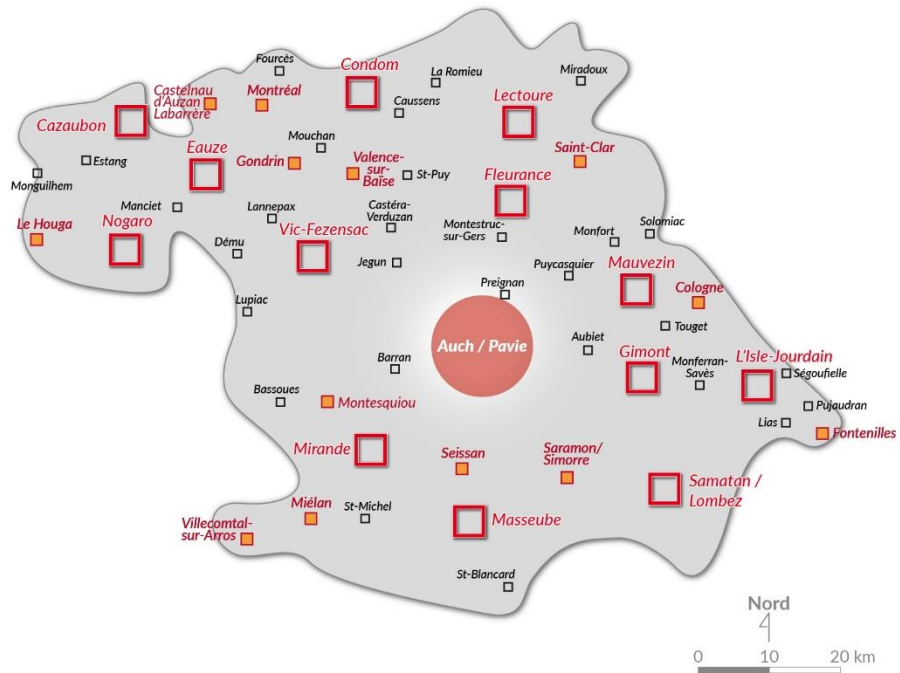 Fourcès
Condom
La Romieu
Miradoux
Castelnau
d'Auzan
Labarrère
Montréal
Caussens
Lectoure
Cazaubon
Mouchan
Eauze
Estang
Gondrin
Valence-
sur-
Baïse
St-Puy
Saint-Clar
Fleurance
Monguilhem
Manciet
Lannepax
Castéra-
Verduzan
Le Houga
Nogaro
Vic-Fezensac
Montestruc-
sur-Gers
Monfort
Solomiac
Dému
Jegun
Puycasquier
Mauvezin
Preignan
Cologne
Lupiac
Touget
Auch / Pavie
Aubiet
Barran
Gimont
Monferran-
Savès
L'Isle-Jourdain
Ségoufielle
Bassoues
Montesquiou
Pujaudran
Lias
Fontenilles
Mirande
Seissan
Saramon/
Simorre
Samatan /
Lombez
Miélan
St-Michel
Villecomtal-
sur-Arros
Masseube
St-Blancard
Nord
0 10 20 km